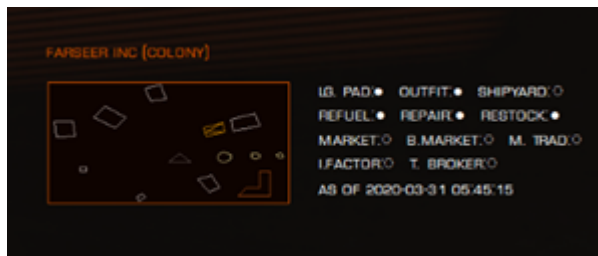 FARSEER INC (COLONY)
LG. PAD:● OUTFIT:● SHIPYARD:○
REFUEL:● REPAIR:● RESTOCK:●
MARKET:○ B.MARKET:○ M. TRAD:○
I.FACTOR:○ T. BROKER:○
AS OF 2020-03-31 05:45:15